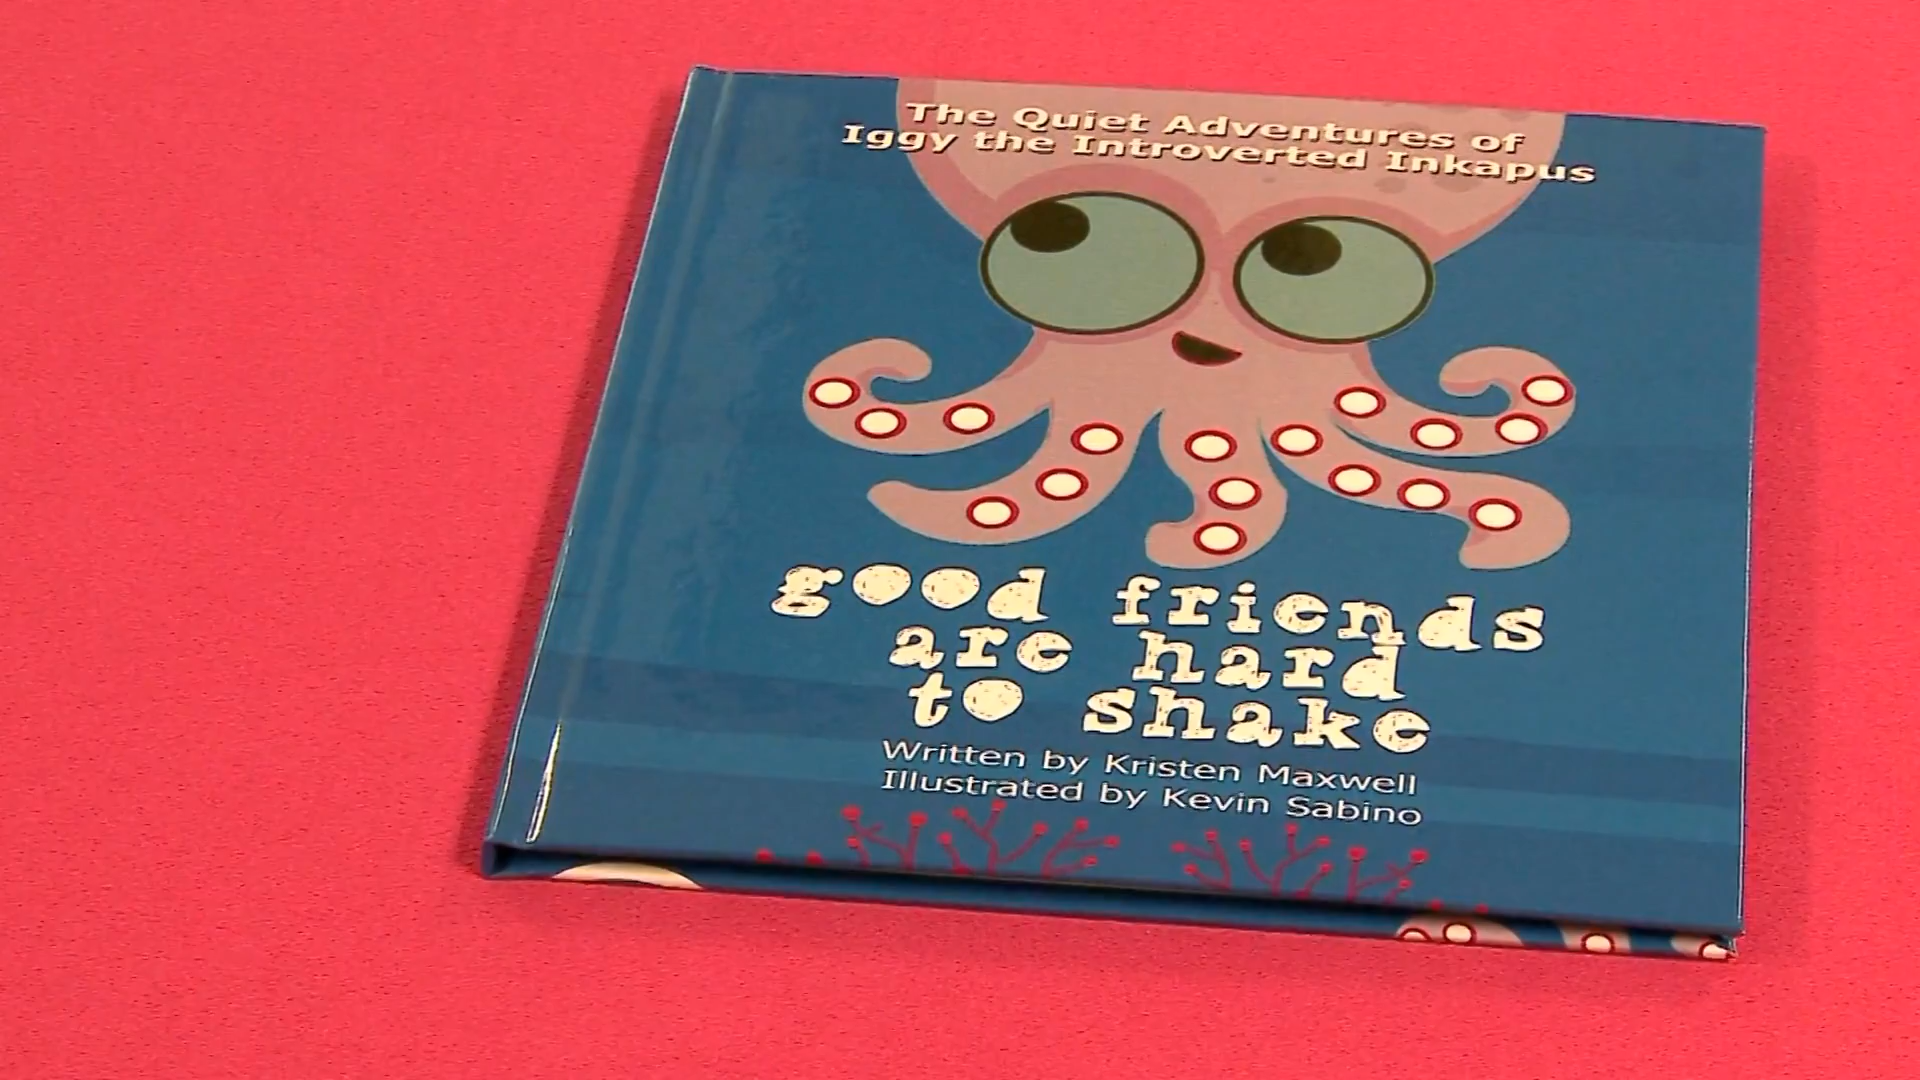 The Quiet Adventures of
Iggy the Introverted Inkapus
good friends
are hard
to shake
Written by Kristen Maxwell
Illustrated by Kevin Sabino